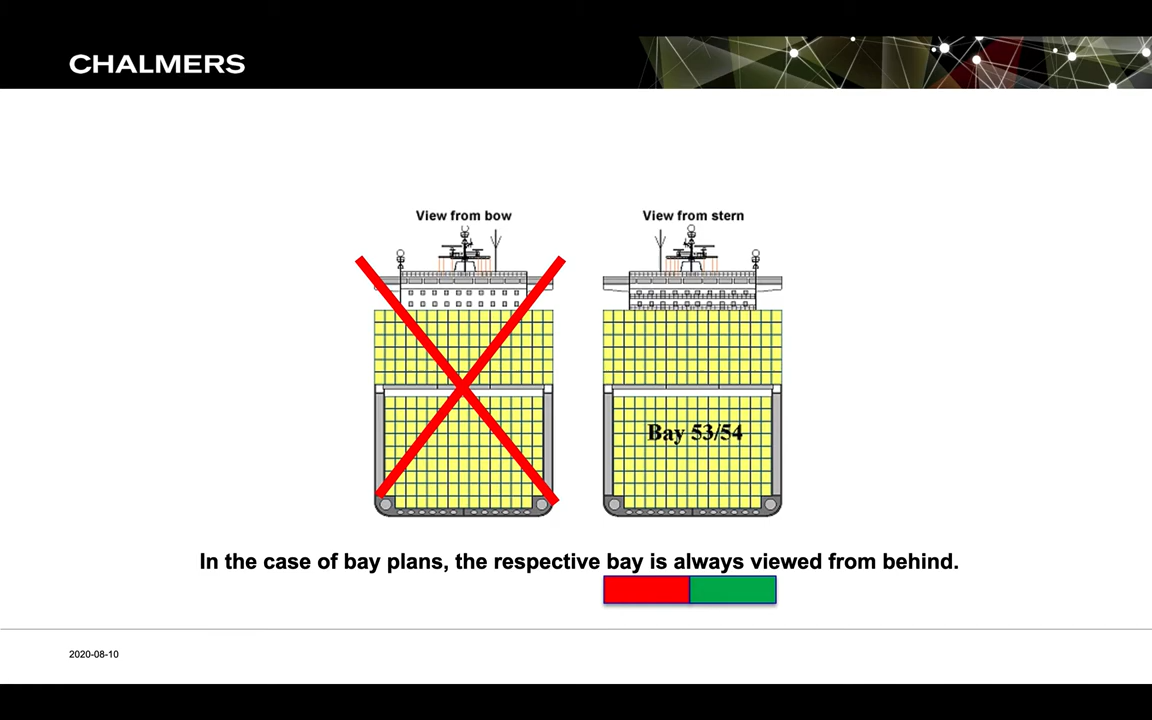 CHALMERS
View from bow
View from stern
Bay 53/54
In the case of bay plans, the respective bay is always viewed from behind.
2020-08-10